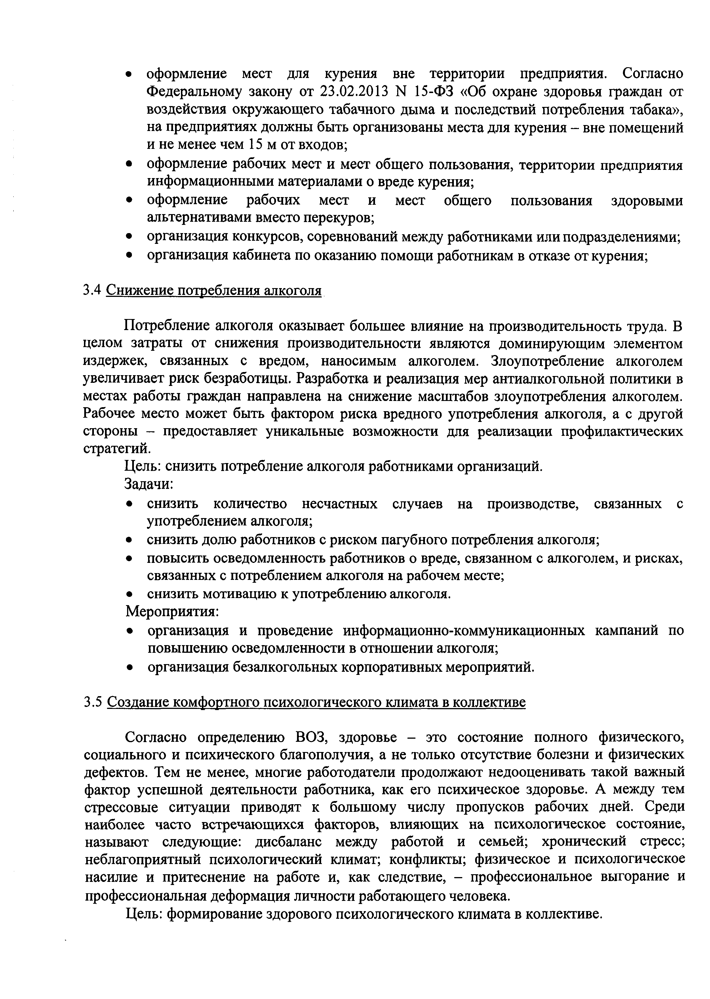 • оформление мест для курения вне территории предприятия. Согласно
Федеральному закону от 23.02.2013 N 15-ФЗ «Об охране здоровья граждан от
воздействия окружающего табачного дыма и последствий потребления табака»,
на предприятиях должны быть организованы места для курения – вне помещений
и не менее чем 15 м от входов;
• оформление рабочих мест и мест общего пользования, территории предприятия
информационными материалами о вреде курения;
• оформление рабочих мест и мест общего пользования здоровыми
альтернативами вместо перекуров;
• организация конкурсов, соревнований между работниками или подразделениями;
• организация кабинета по оказанию помощи работникам в отказе от курения;
3.4 Снижение потребления алкоголя
Потребление алкоголя оказывает большее влияние на производительность труда. В
целом затраты от снижения производительности являются доминирующим элементом
издержек, связанных с вредом, наносимым алкоголем. Злоупотребление алкоголем
увеличивает риск безработицы. Разработка и реализация мер антиалкогольной политики в
местах работы граждан направлена на снижение масштабов злоупотребления алкоголем.
Рабочее место может быть фактором риска вредного употребления алкоголя, а с другой
стороны – предоставляет уникальные возможности для реализации профилактических
стратегий.
Цель: снизить потребление алкоголя работниками организаций.
Задачи:
• снизить количество несчастных случаев на производстве, связанных с
употреблением алкоголя;
• снизить долю работников с риском пагубного потребления алкоголя;
• повысить осведомленность работников о вреде, связанном с алкоголем, и рисках,
связанных с потреблением алкоголя на рабочем месте;
• снизить мотивацию к употреблению алкоголя.
Мероприятия:
• организация и проведение информационно-коммуникационных кампаний по
повышению осведомленности в отношении алкоголя;
• организация безалкогольных корпоративных мероприятий.
3.5 Создание комфортного психологического климата в коллективе
Согласно определению ВОЗ, здоровье – это состояние полного физического,
социального и психического благополучия, а не только отсутствие болезни и физических
дефектов. Тем не менее, многие работодатели продолжают недооценивать такой важный
фактор успешной деятельности работника, как его психическое здоровье. А между тем
стрессовые ситуации приводят к большому числу пропусков рабочих дней. Среди
наиболее часто встречающихся факторов, влияющих на психологическое состояние,
называют следующие: дисбаланс между работой и семьей; хронический стресс;
неблагоприятный психологический климат; конфликты; физическое и психологическое
насилие и притеснение на работе и, как следствие, – профессиональное выгорание и
профессиональная деформация личности работающего человека.
Цель: формирование здорового психологического климата в коллективе.